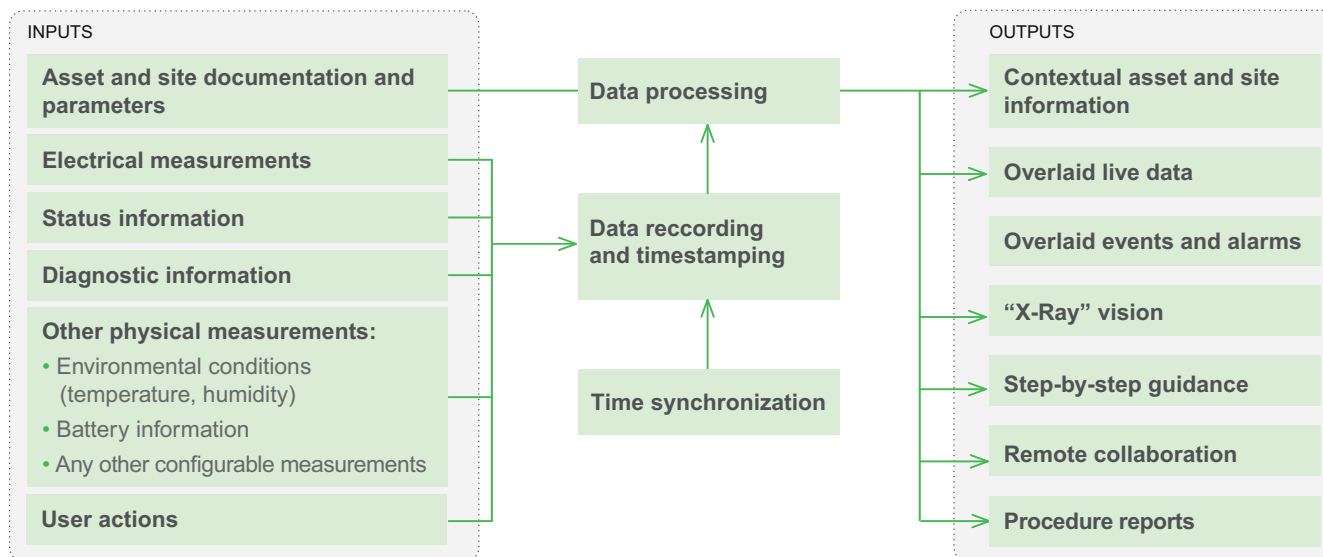 INPUTS
Asset and site documentation and
parameters
Electrical measurements
Status information
Diagnostic information
Other physical measurements:
• Environmental conditions
(temperature, humidity)
• Battery information
• Any other configurable measurements
User actions
Data processing
Data reccording
and timestamping
Time synchronization
OUTPUTS
Contextual asset and site
information
Overlaid live data
Overlaid events and alarms
“X-Ray” vision
Step-by-step guidance
Remote collaboration
Procedure reports